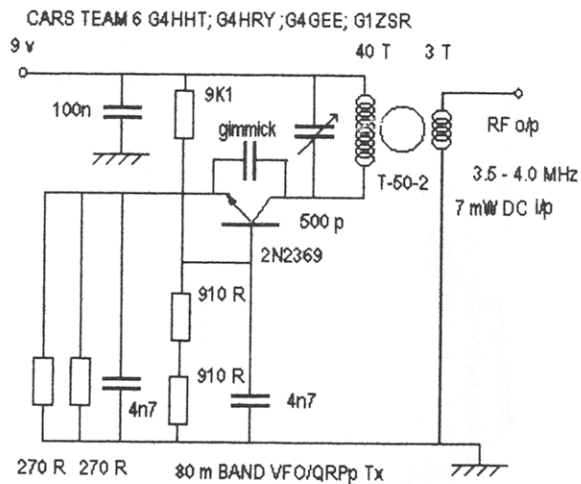 CARS TEAM 6 G4HHT; G4HRY ;G4GEE; G1ZSR
9 v
40 T
3 T
100n
9K1
gimmick
RF o/p
T-50-2
3.5 - 4.0 MHz
7 mW DC i/p
500 p
2N2369
910 R
910 R
4n7
4n7
270 R
270 R
80 m BAND VFO/QRPp Tx